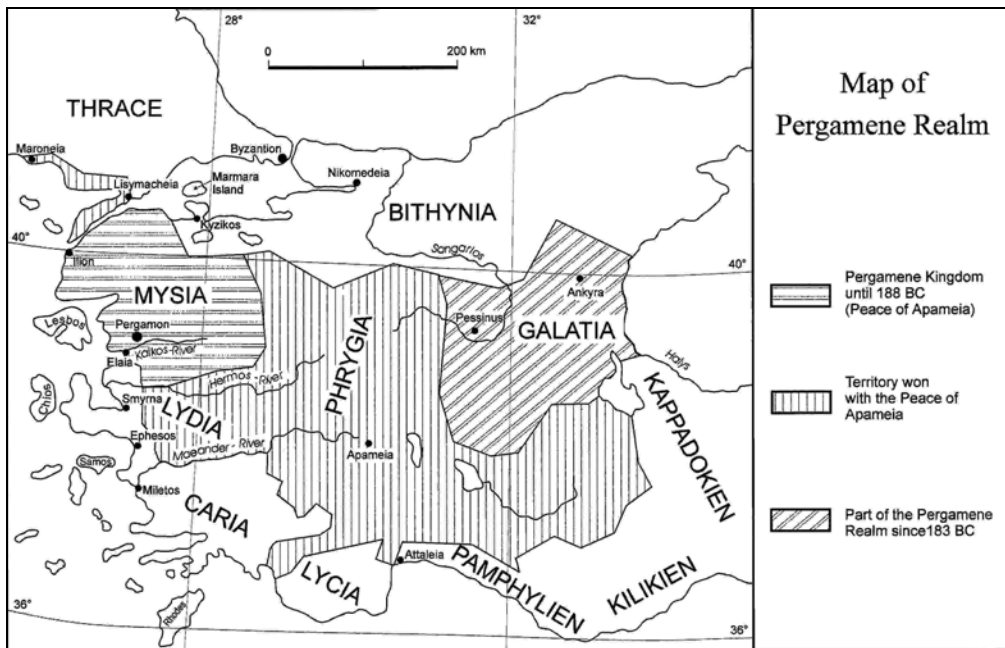 28°
32°
0
200 km
THRACE
Maroneia
Byzantion
Lisymacheia
Marmara
Island
Nikomedeia
Kyzikos
BITHYNIA
Sangarios
40°
40°
Ilion
Ankyra
MYSIA
Lesbos
Pergamon
Pessinus
GALATIA
Kaikos-River
Elaia
PHRYGIA
Halys
Hermos-River
Chios
Smyrna
LYDIA
KAPPADOKIEN
Ephesos
Maeander-River
Apameia
Samos
Miletos
CARIA
Attaleia
LYCIA
PAMPHYLIEN
KILIKIEN
Rhodes
36°
36°
Map of
Pergamene Realm
Pergamene Kingdom
until 188 BC
(Peace of Apameia)
Territory won
with the Peace of
Apameia
Part of the Pergamene
Realm since183 BC